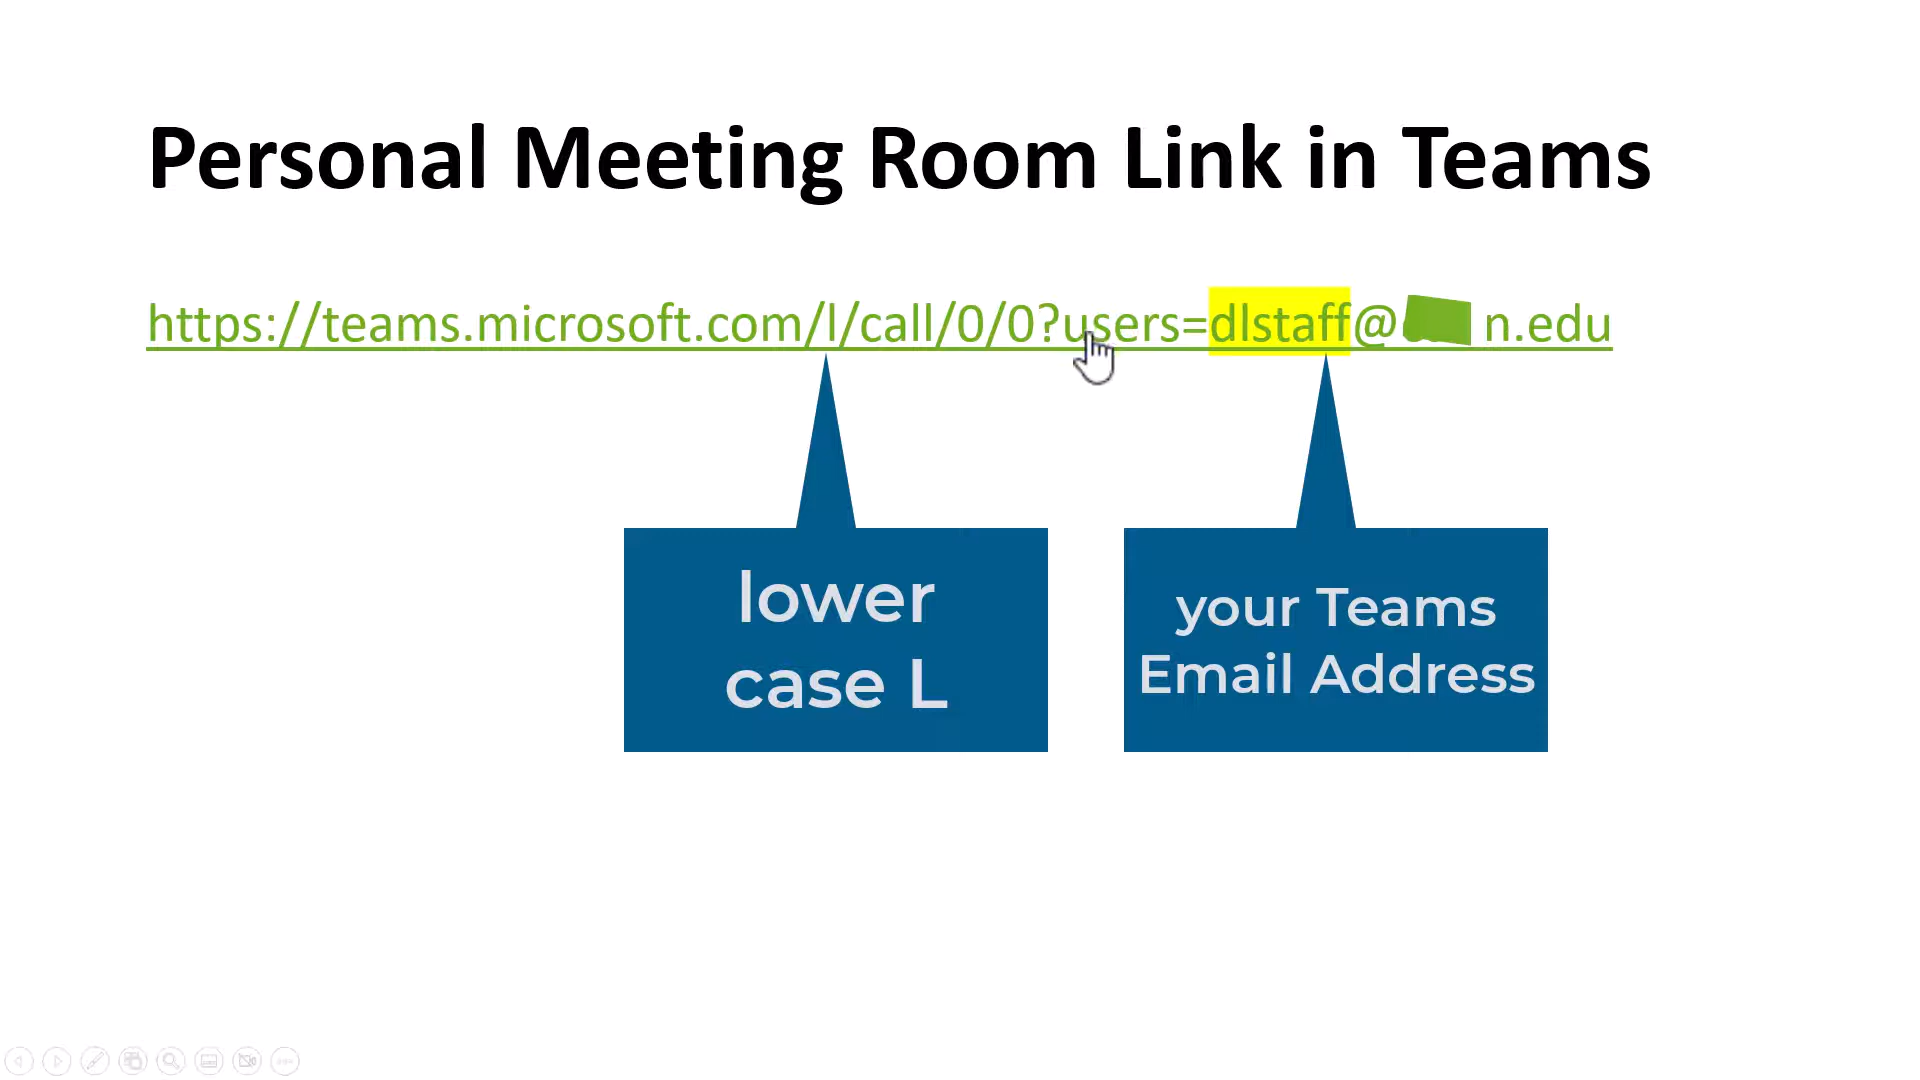 Personal Meeting Room Link in Teams
https://teams.microsoft.com/l/call/0/0?users=dlstaff@ n.edu
lower
case L
your Teams
Email Address